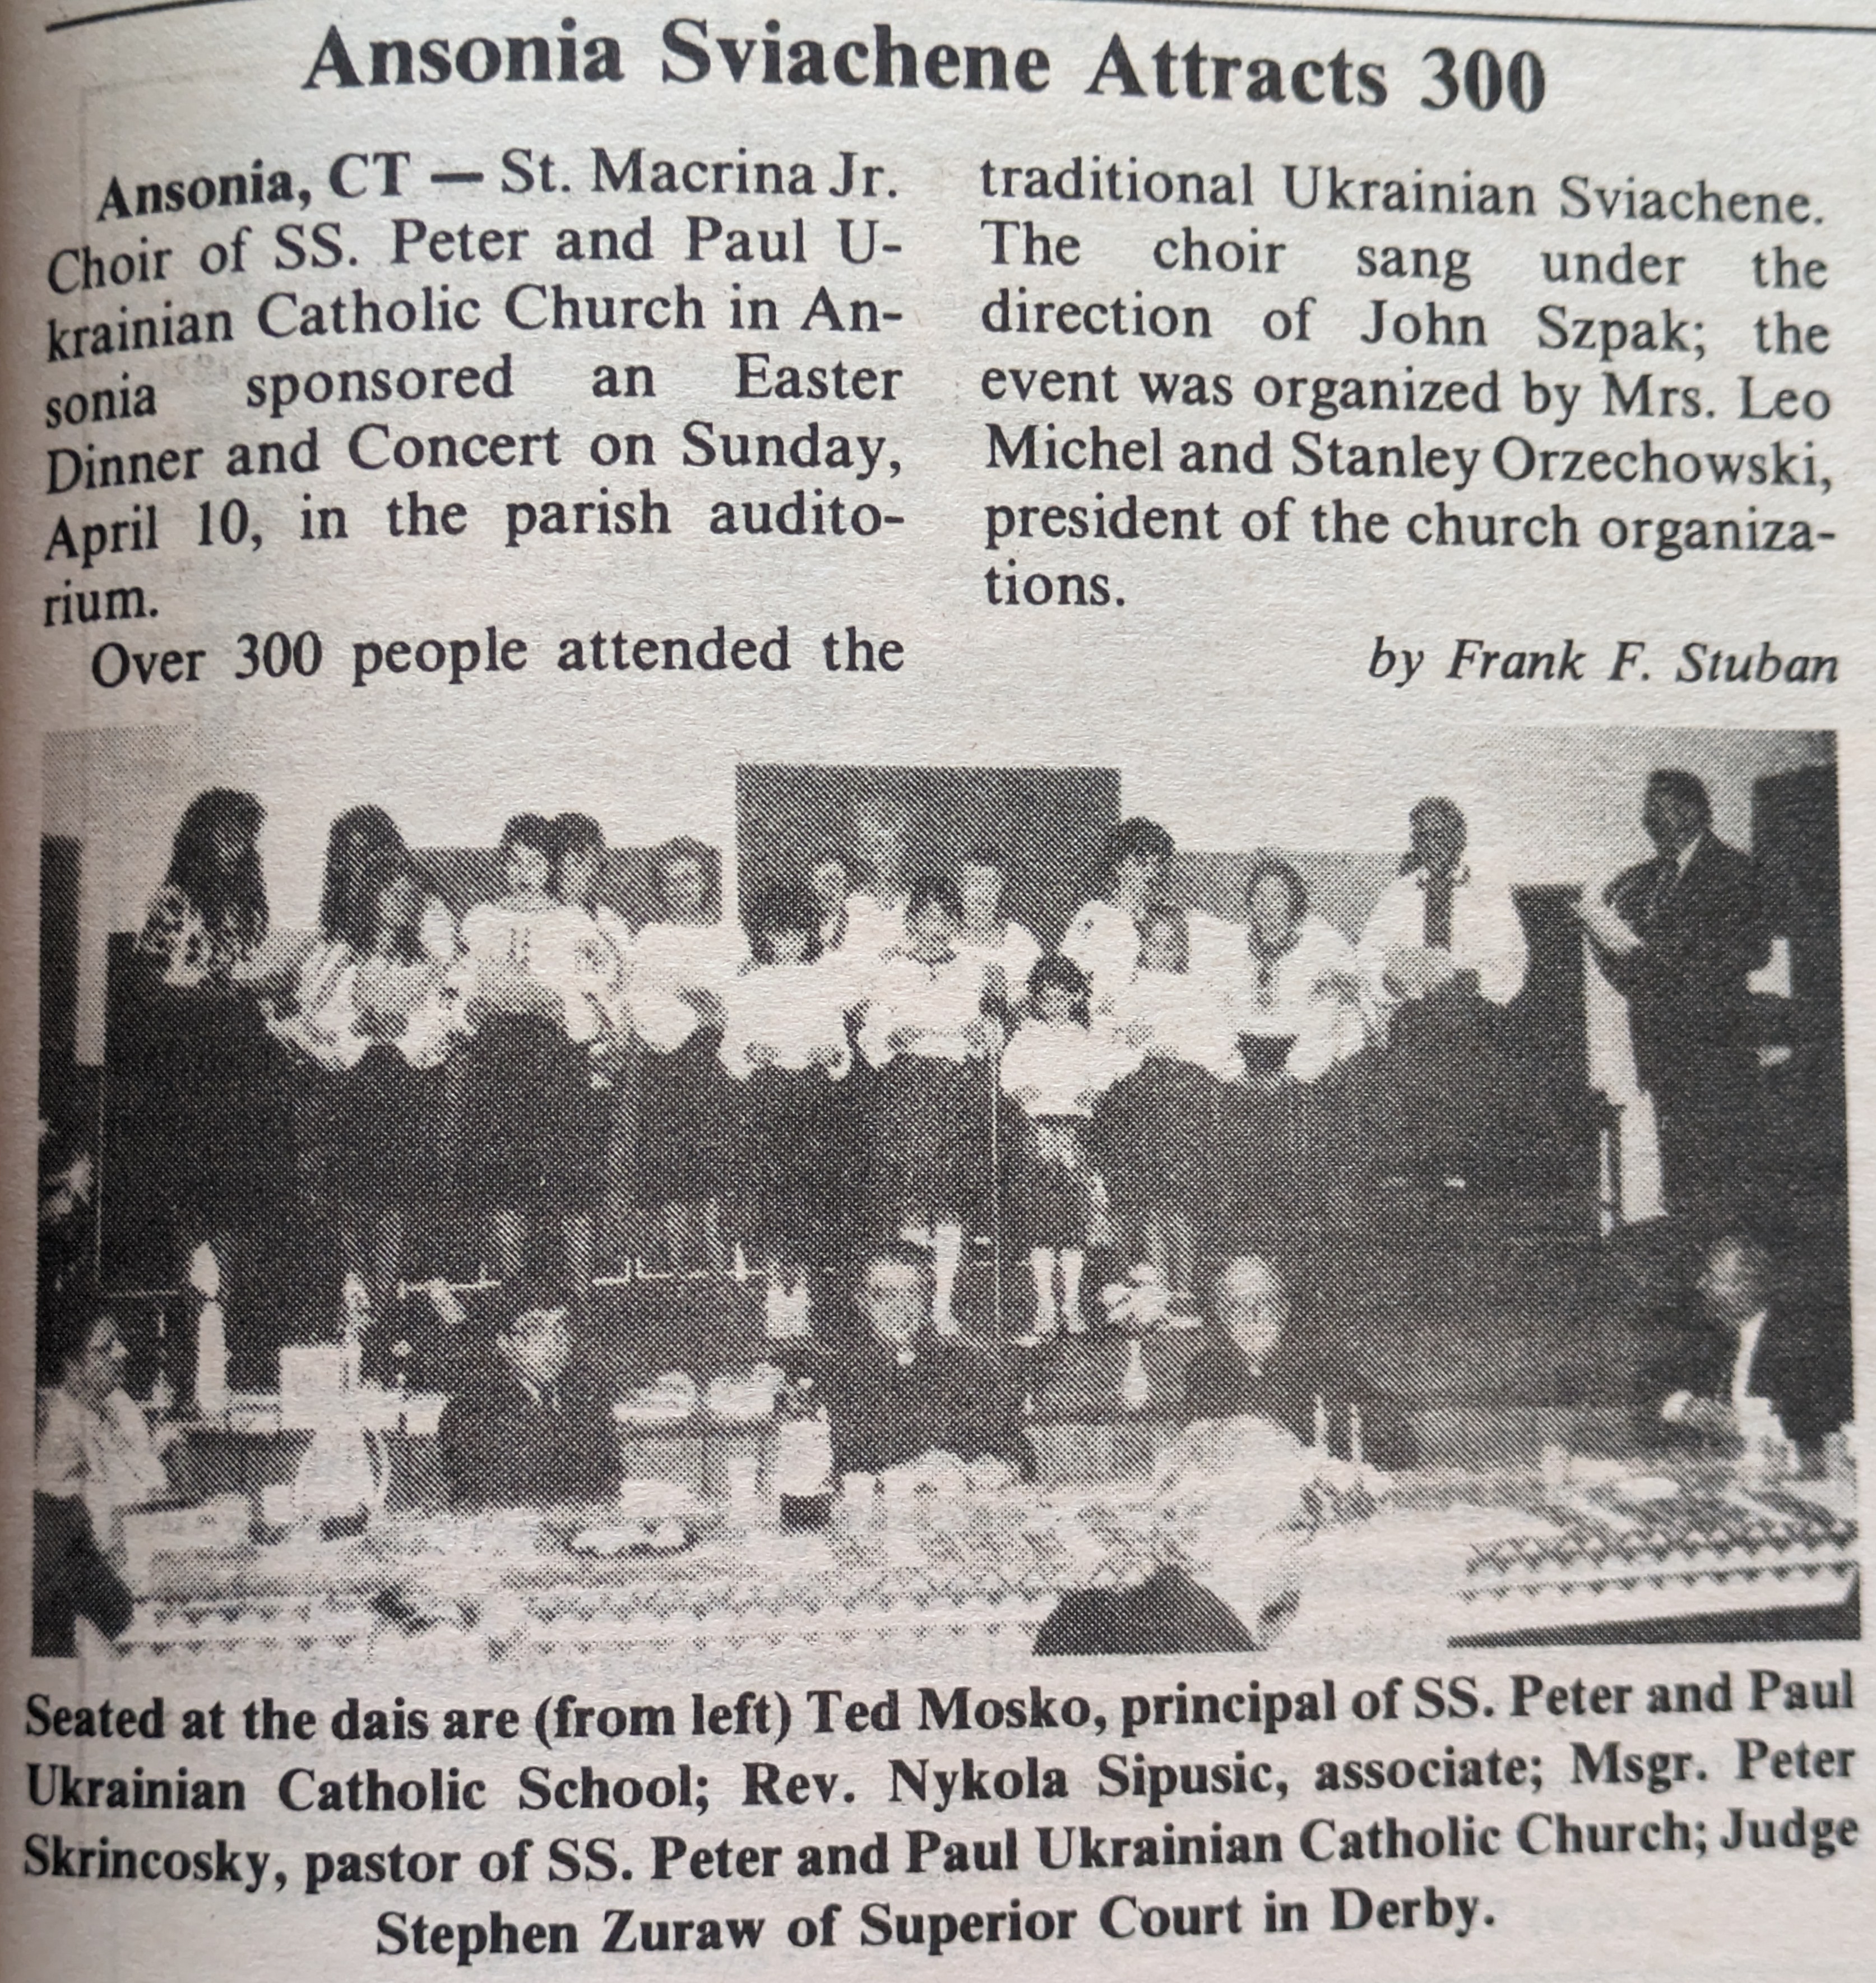 Ansonia Sviachene Attracts 300
Ansonia, CT — St. Macrina Jr.
Choir of SS. Peter and Paul U-
krainian Catholic Church in An-
sonia sponsored an Easter
Dinner and Concert on Sunday,
April 10, in the parish audito-
rium.
Over 300 people attended the
traditional Ukrainian Sviachene.
The choir sang under the
direction of John Szpak; the
event was organized by Mrs. Leo
Michel and Stanley Orzechowski,
president of the church organiza-
tions.
by Frank F. Stuban
Seated at the dais are (from left) Ted Mosko, principal of SS. Peter and Paul
Ukrainian Catholic School; Rev. Nykola Sipusic, associate; Msgr. Peter
Skrincosky, pastor of SS. Peter and Paul Ukrainian Catholic Church; Judge
Stephen Zuraw of Superior Court in Derby.